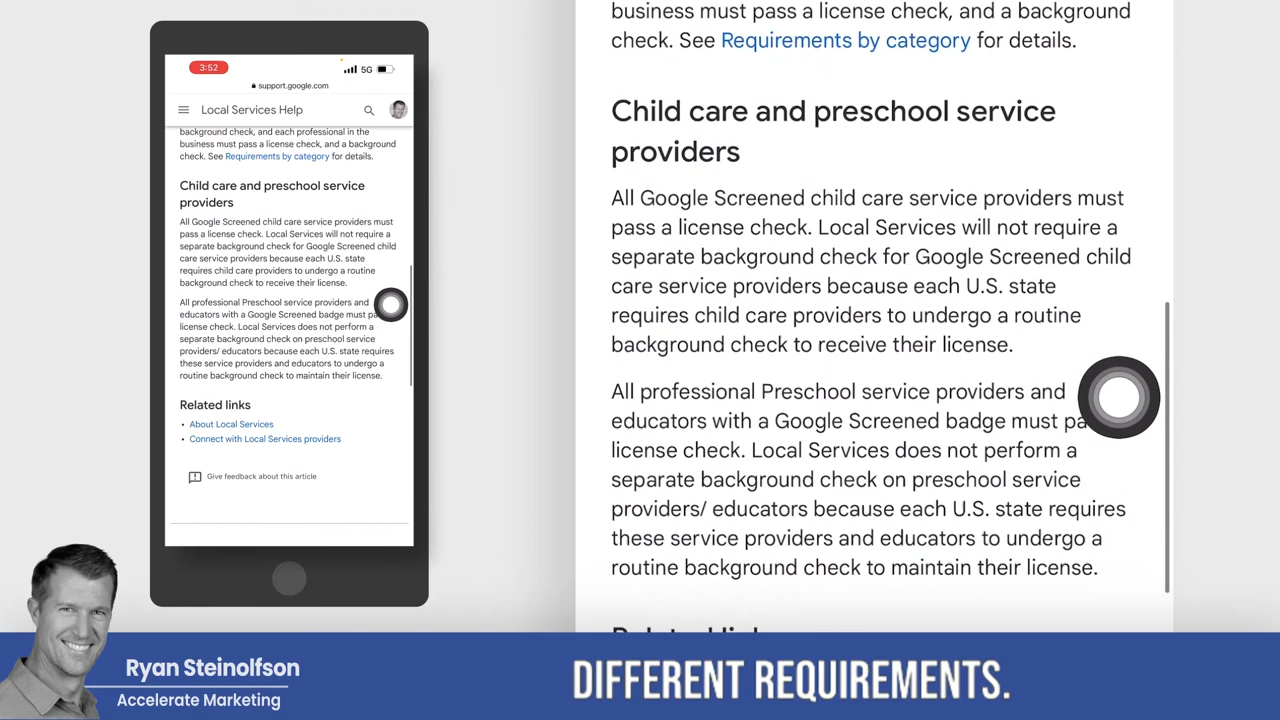 3:52
5G
support.google.com
Local Services Help
background check, and each professional in the
business must pass a license check, and a background
check. See Requirements by category for details.
Child care and preschool service
providers
All Google Screened child care service providers must
pass a license check. Local Services will not require a
separate background check for Google Screened child
care service providers because each U.S. state
requires child care providers to undergo a routine
background check to receive their license.
All professional Preschool service providers and
educators with a Google Screened badge must pa
license check. Local Services does not perform a
separate background check on preschool service
providers/ educators because each U.S. state requires
these service providers and educators to undergo a
routine background check to maintain their license.
Related links
• About Local Services
• Connect with Local Services providers
Give feedback about this article
business must pass a license check, and a background
check. See Requirements by category for details.
Child care and preschool service
providers
All Google Screened child care service providers must
pass a license check. Local Services will not require a
separate background check for Google Screened child
care service providers because each U.S. state
requires child care providers to undergo a routine
background check to receive their license.
All professional Preschool service providers and
educators with a Google Screened badge must pa
license check. Local Services does not perform a
separate background check on preschool service
providers/ educators because each U.S. state requires
these service providers and educators to undergo a
routine background check to maintain their license.
Ryan Steinolfson
Accelerate Marketing
DIFFERENT REQUIREMENTS.